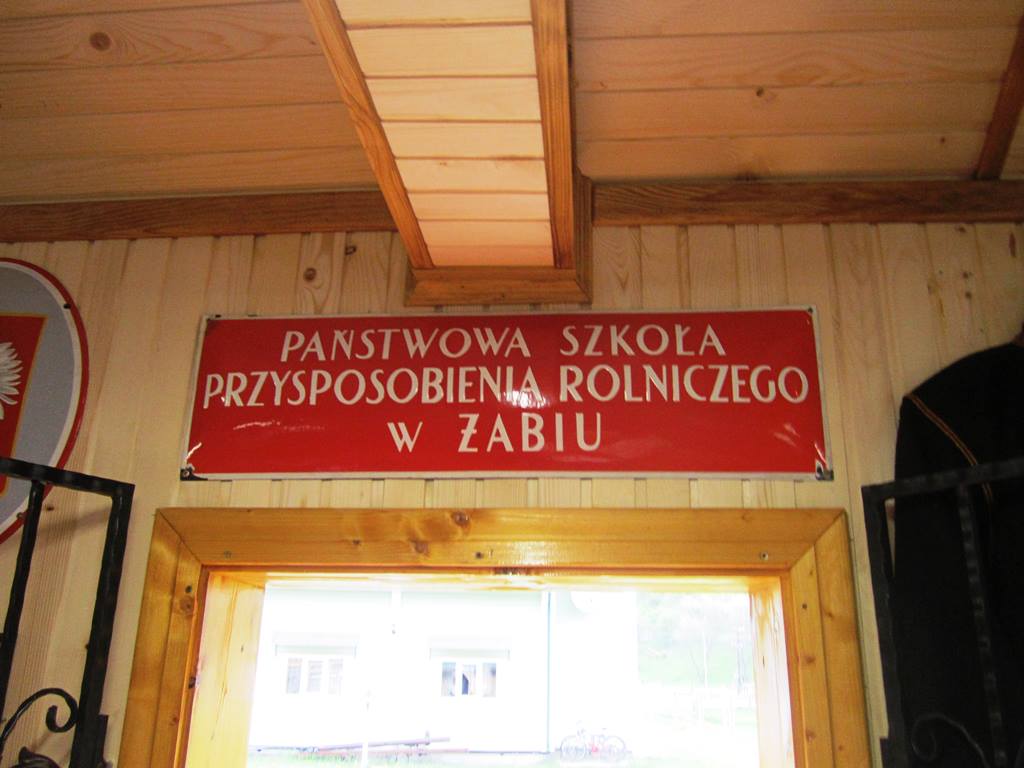 PAŃSTWOWA SZKOŁA
PRZYSPOSOBIENIA ROLNICZEGO
W ŻABIU